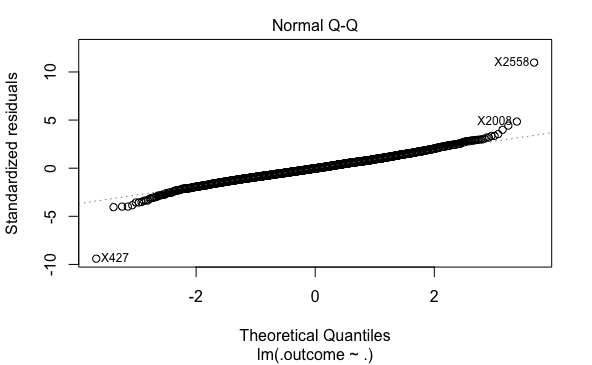 Normal Q-Q
X2558
X2008
X427
Standardized residuals
10
5
0
-5
-10
-2
0
2
Theoretical Quantiles
lm(.outcome ~ .)